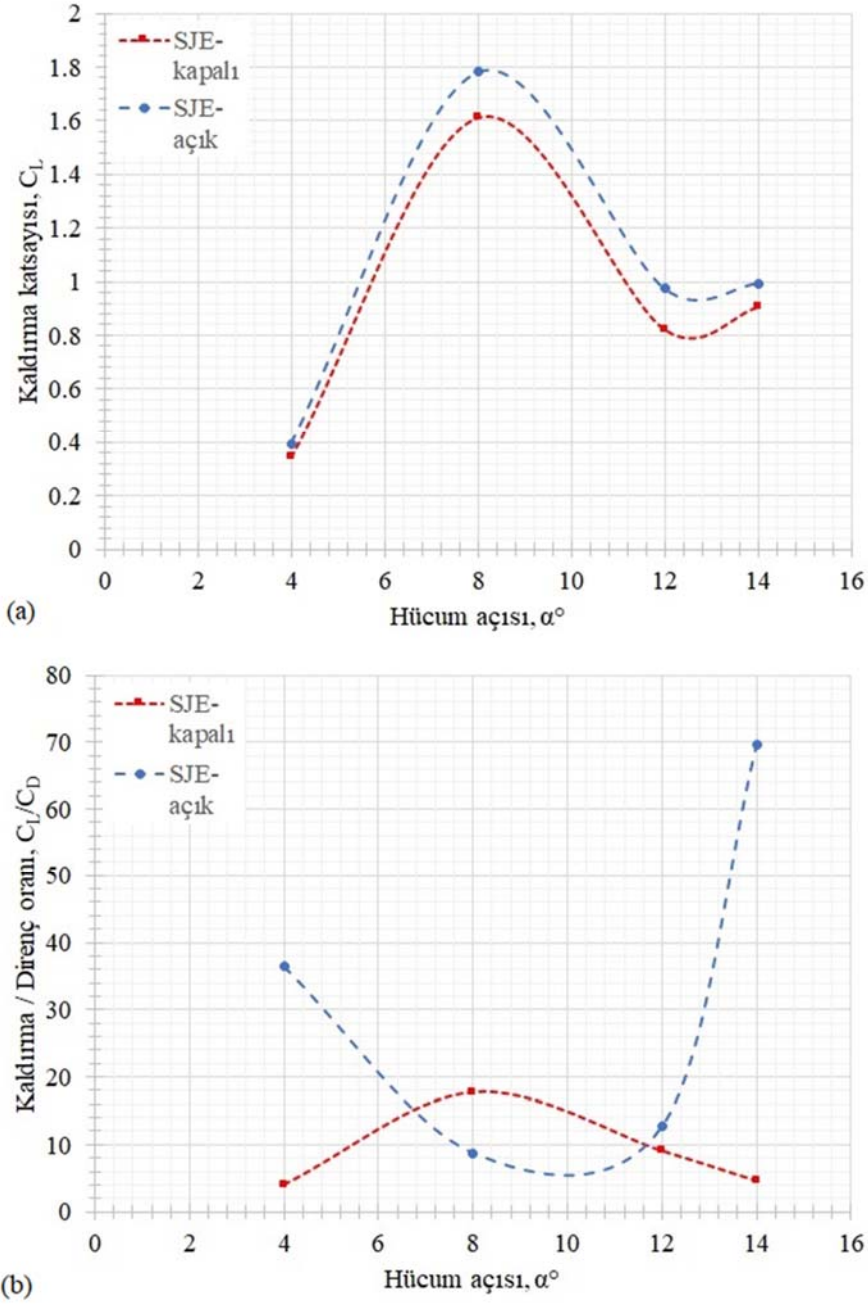 2
1.8
1.6
1.4
1.2
1
0.8
0.6
0.4
0.2
0
SJE-
kapalı
SJE-
açık
Kaldırma katsayısı, CL
0 2 4 6 8 10 12 14 16
Hücum açısı, α°
(a)
80
70
60
50
40
30
20
10
0
SJE-
kapalı
SJE-
açık
Kaldırma / Direnç oranı, CL/CD
0 2 4 6 8 10 12 14 16
Hücum açısı, α°
(b)